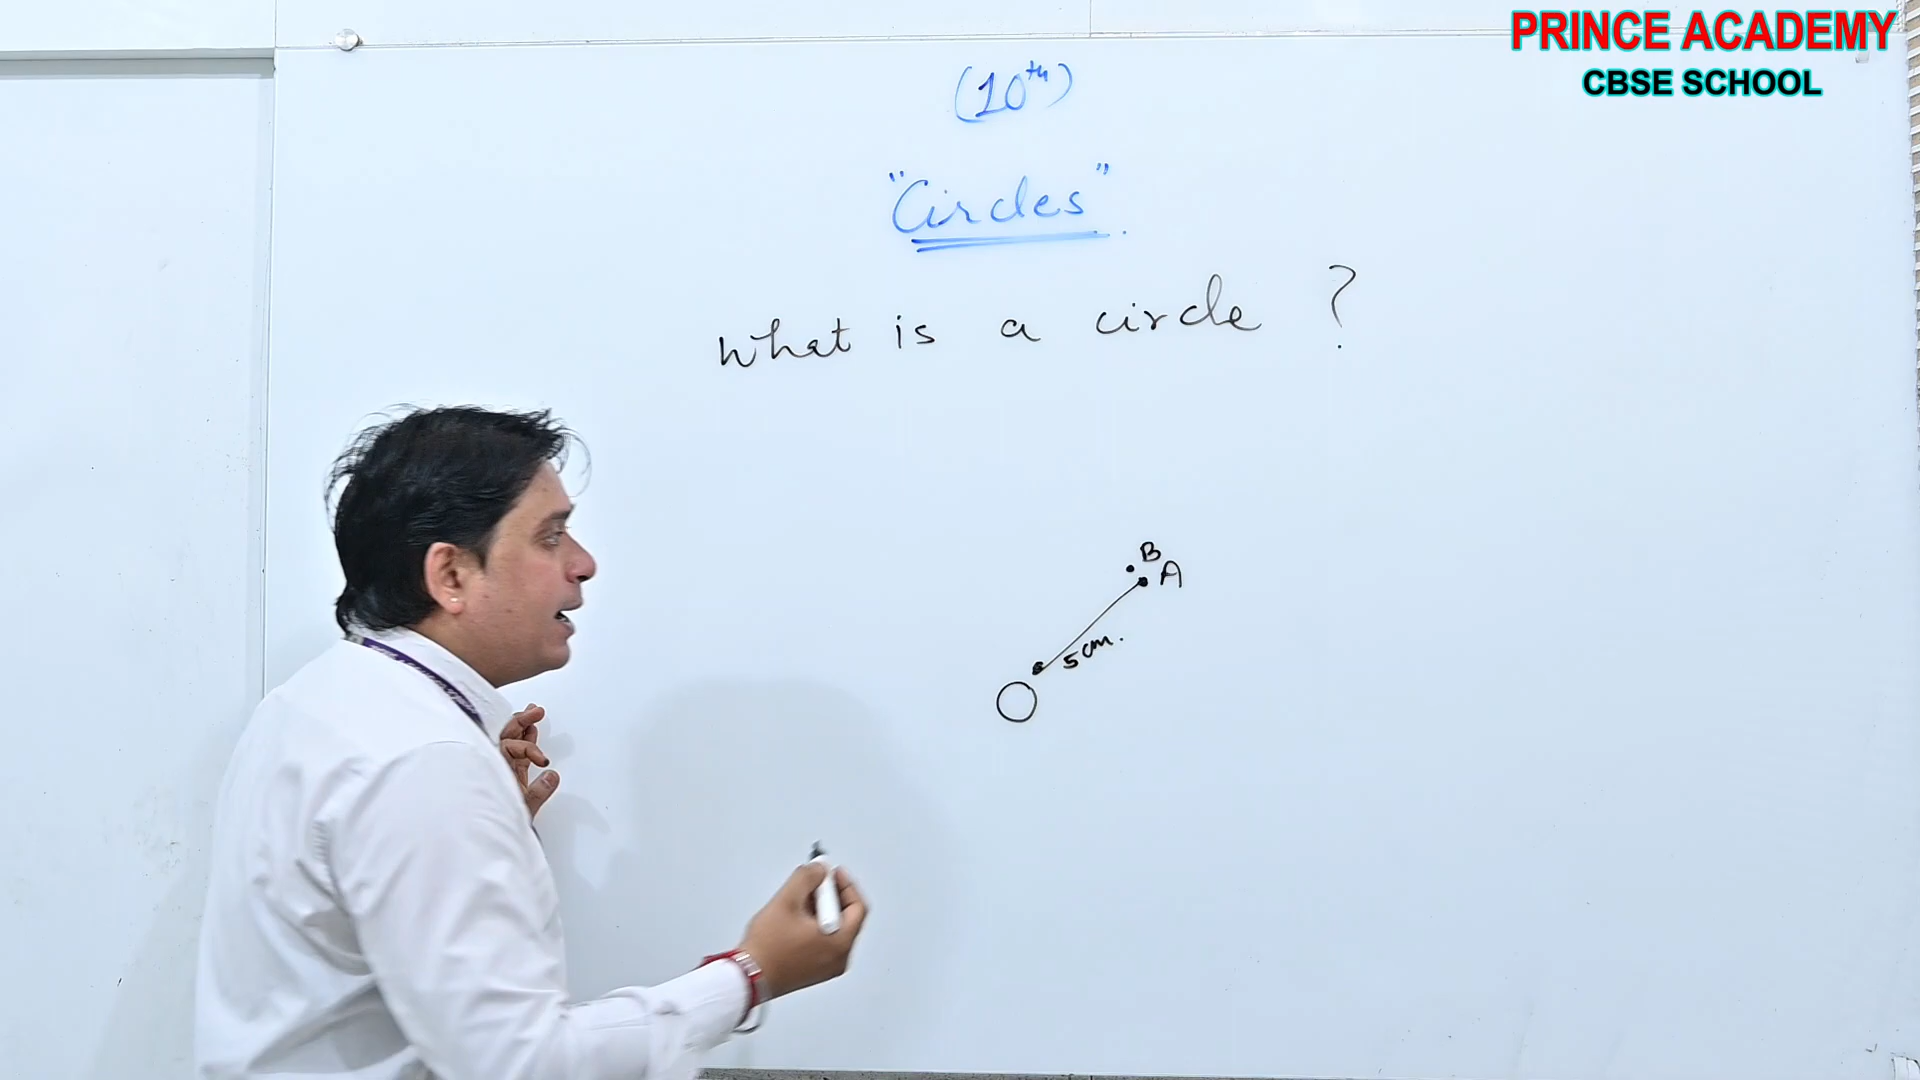 PRINCE ACADEMY
CBSE SCHOOL
(10th)
"Circles".
What is a circle ?
B
A
5cm.
O